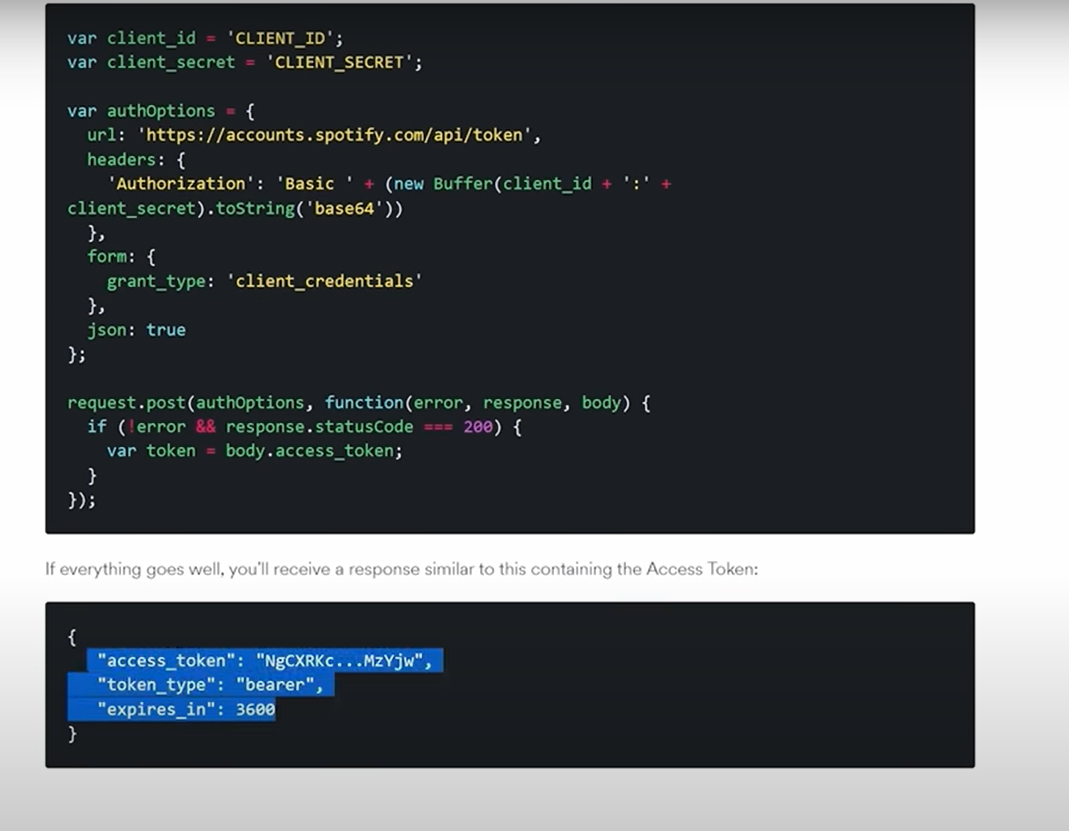 var client_id = 'CLIENT_ID';
var client_secret = 'CLIENT_SECRET';
var authOptions = {
url: 'https://accounts.spotify.com/api/token',
headers: {
'Authorization': 'Basic ' + (new Buffer(client_id + ':' +
client_secret).toString('base64'))
},
form: {
grant_type: 'client_credentials'
},
json: true
};
request.post(authOptions, function(error, response, body) {
if (!error && response.statusCode === 200) {
var token = body.access_token;
}
});
If everything goes well, you'll receive a response similar to this containing the Access Token:
{
"access_token": "NgCXRKc...MzYjw",
"token_type": "bearer",
"expires_in": 3600
}